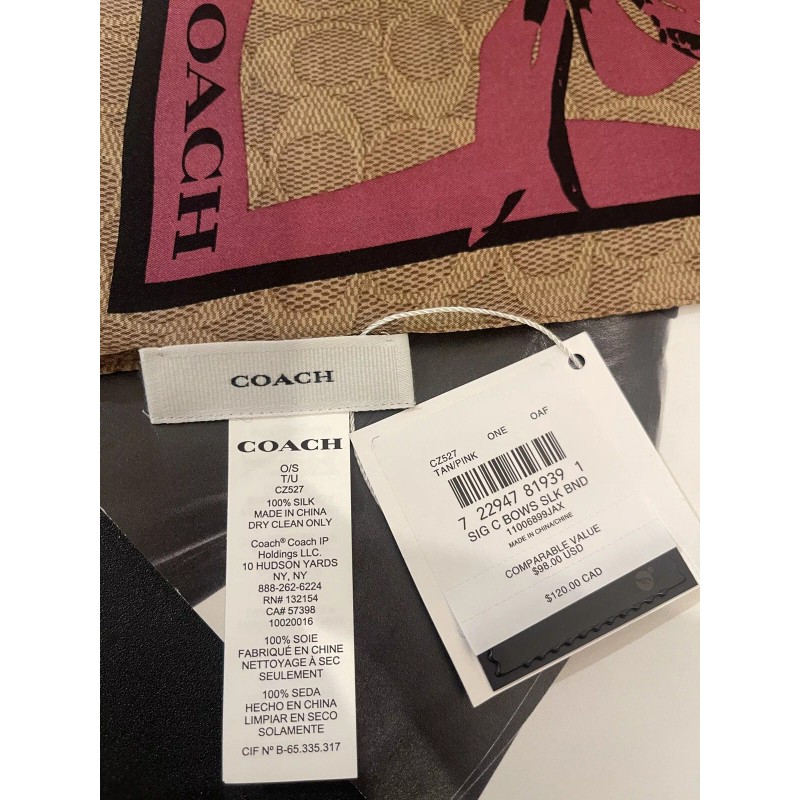 COACH
COACH
COACH
O/S
T/U
CZ527
100% SILK
MADE IN CHINA
DRY CLEAN ONLY
Coach® Coach IP
Holdings LLC.
10 HUDSON YARDS
NY, NY
888-262-6224
RN# 132154
CA# 57398
10020016
100% SOIE
FABRIQUÉ EN CHINE
NETTOYAGE À SEC
SEULEMENT
100% SEDA
HECHO EN CHINA
LIMPIAR EN SECO
SOLAMENTE
CIF Nº B-65.335.317
CZ527 ONE OAF
TAN/PINK
7 22947 81939 1
SIG C BOWS SLK BND
11006899JAX
MADE IN CHINA/CHINE
COMPARABLE VALUE
$98.00 USD
$120.00 CAD